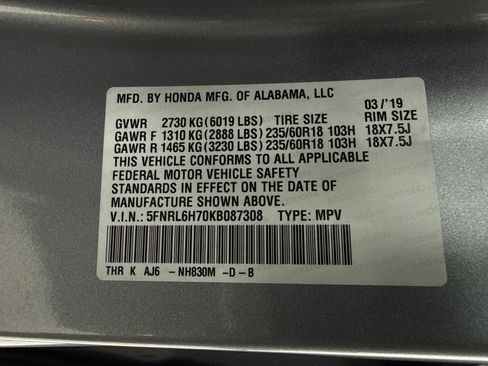 MFD. BY HONDA MFG. OF ALABAMA, LLC
03/'19
GVWR 2730 KG(6019 LBS) TIRE SIZE RIM SIZE
GAWR F 1310 KG(2888 LBS)235/60R18 103H 18X7.5J
GAWR R 1465 KG(3230 LBS)235/60R18 103H 18X7.5J
THIS VEHICLE CONFORMS TO ALL APPLICABLE
FEDERAL MOTOR VEHICLE SAFETY
STANDARDS IN EFFECT ON THE DATE OF
MANUFACTURE SHOWN ABOVE.
V.I.N.: 5FNRL6H70KB087308 TYPE: MPV
THR K AJ6 -NH830M -D-B